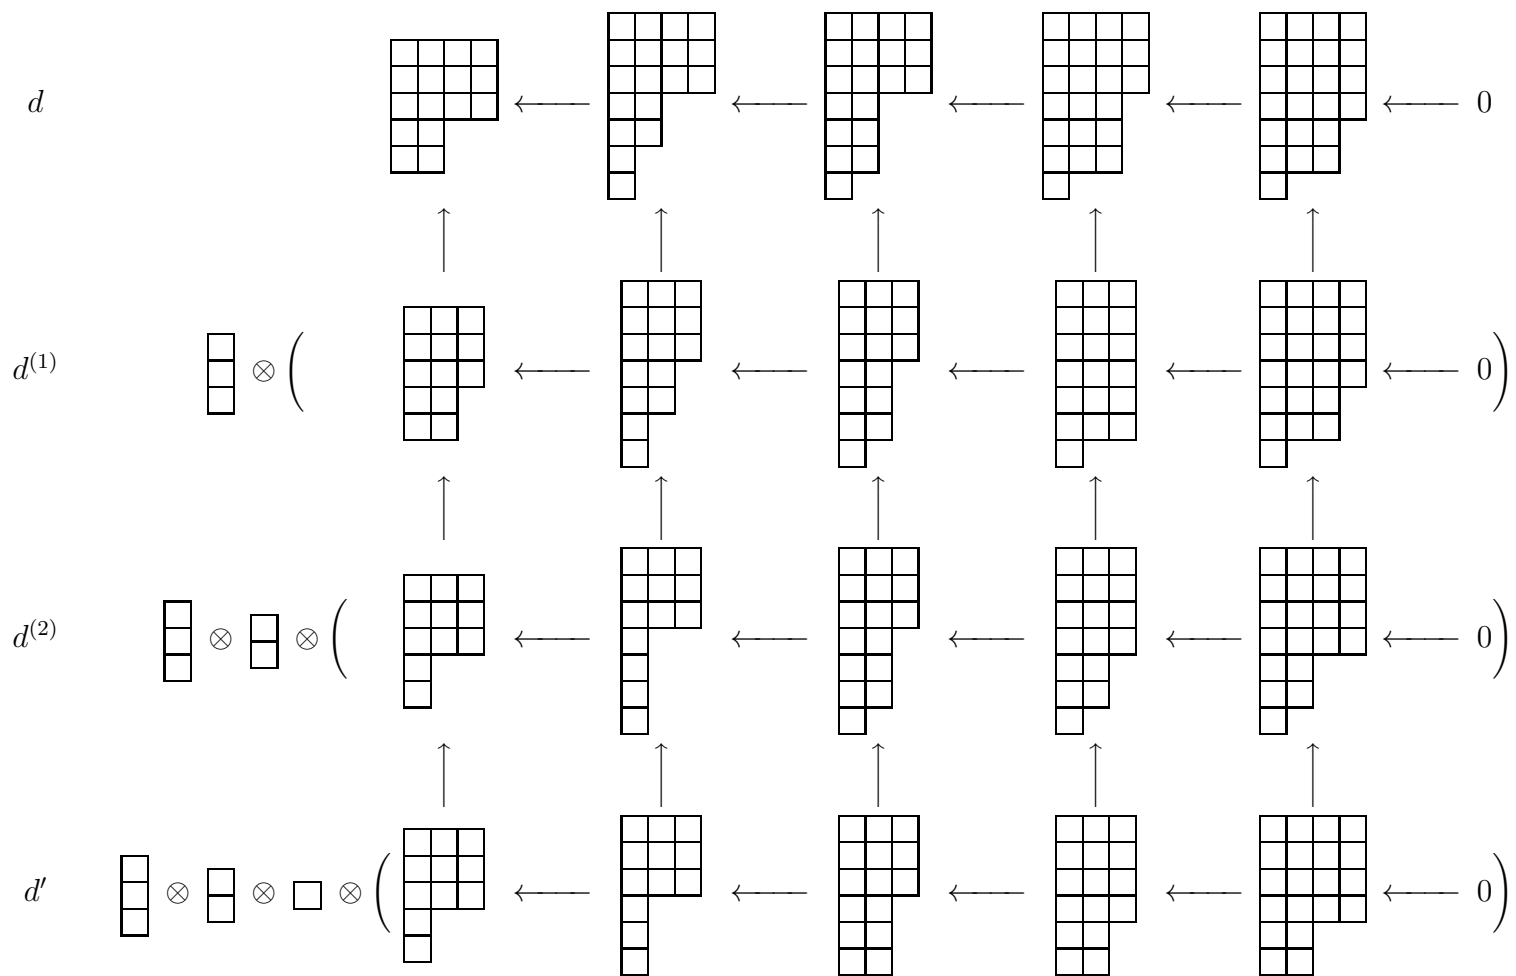 d ← ← ← ← ← 0
↑ ↑ ↑ ↑ ↑
d^{(1)} ⊗ ( ← ← ← ← ← 0 )
↑ ↑ ↑ ↑ ↑
d^{(2)} ⊗ ⊗ ( ← ← ← ← ← 0 )
↑ ↑ ↑ ↑ ↑
d′ ⊗ ⊗ ⊗ ( ← ← ← ← ← 0 )